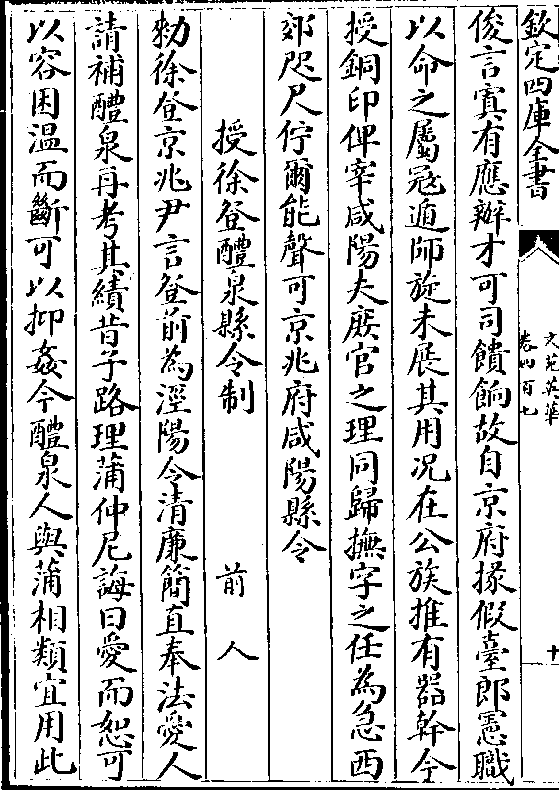 欽定四庫全書
文苑英華
卷四百七
十
俊言寘有應辦才可司饋餉故自京府掾假臺郎憲職
以命之屬冦遁師旋未展其用况在公族推有器幹今
授銅印俾宰咸陽夫厥官之理同歸撫字之任為急西
郊咫尺佇爾能聲可京兆府咸陽縣令
授徐登醴泉縣令制　前人
勑徐登京兆尹言登前為涇陽令清廉簡直奉法愛人
請補醴泉再考其績昔子路理蒲仲尼誨曰愛而恕可
以容困溫而斷可以抑姦今醴泉人與蒲相類宜用此